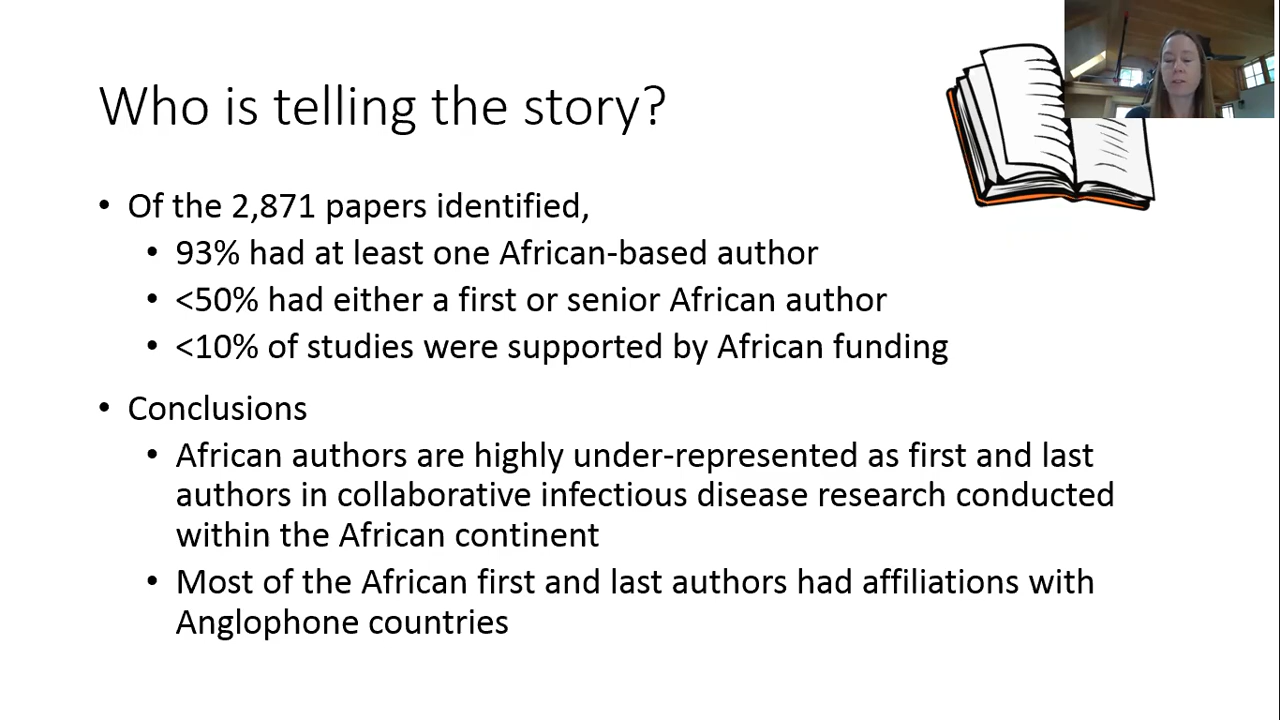 Who is telling the story?
• Of the 2,871 papers identified,
• 93% had at least one African-based author
• <50% had either a first or senior African author
• <10% of studies were supported by African funding
• Conclusions
• African authors are highly under-represented as first and last
authors in collaborative infectious disease research conducted
within the African continent
• Most of the African first and last authors had affiliations with
Anglophone countries